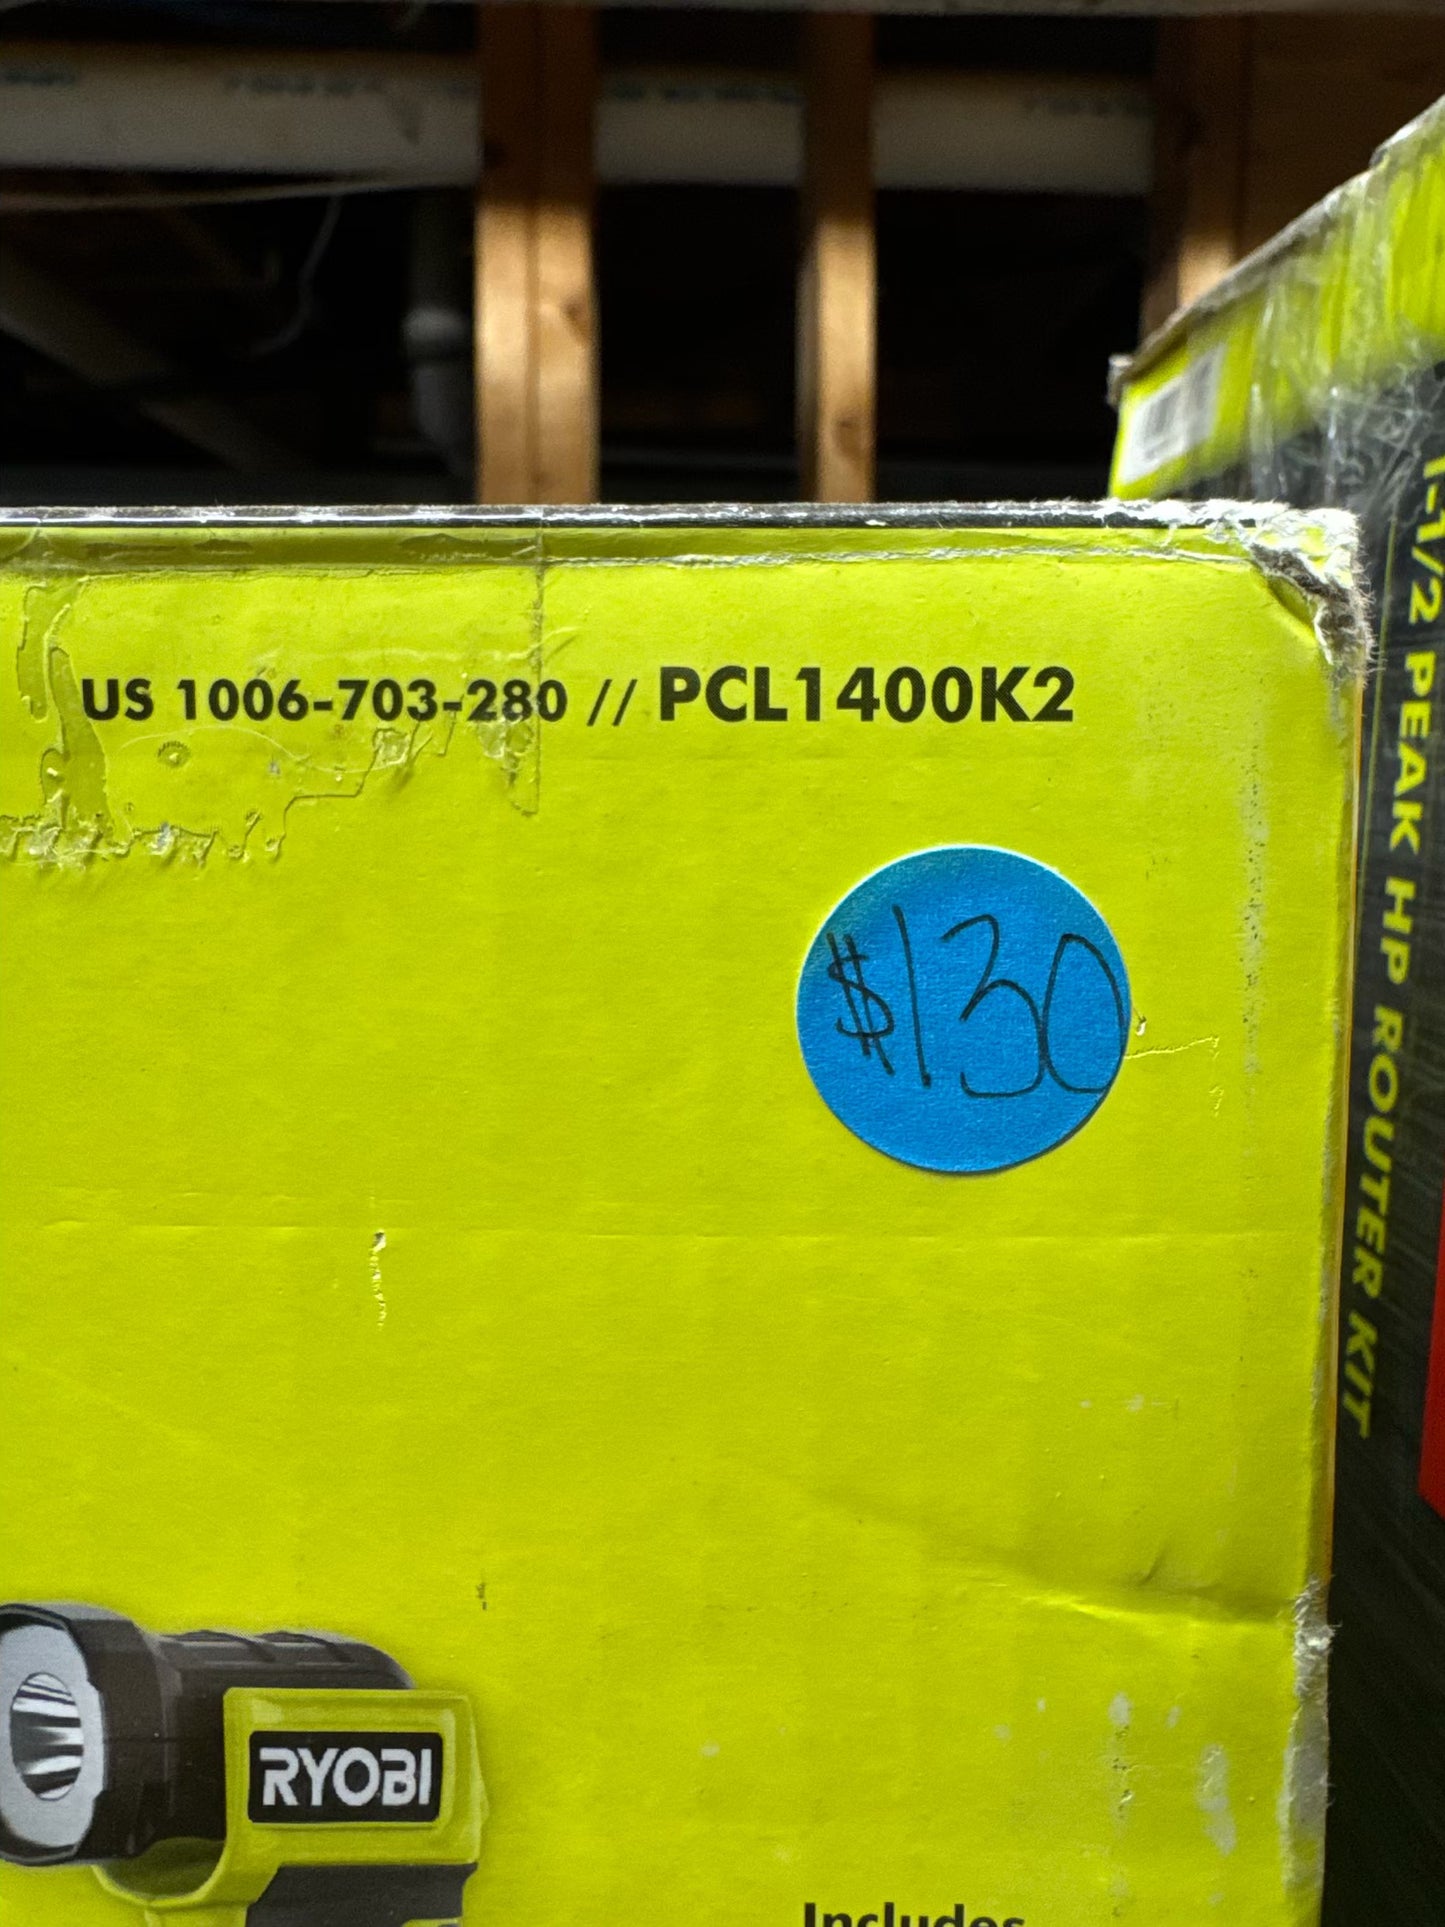 US 1006-703-280 // PCL1400K2
$130
1-1/2 PEAK HP ROUTER KIT
RYOBI
Includes